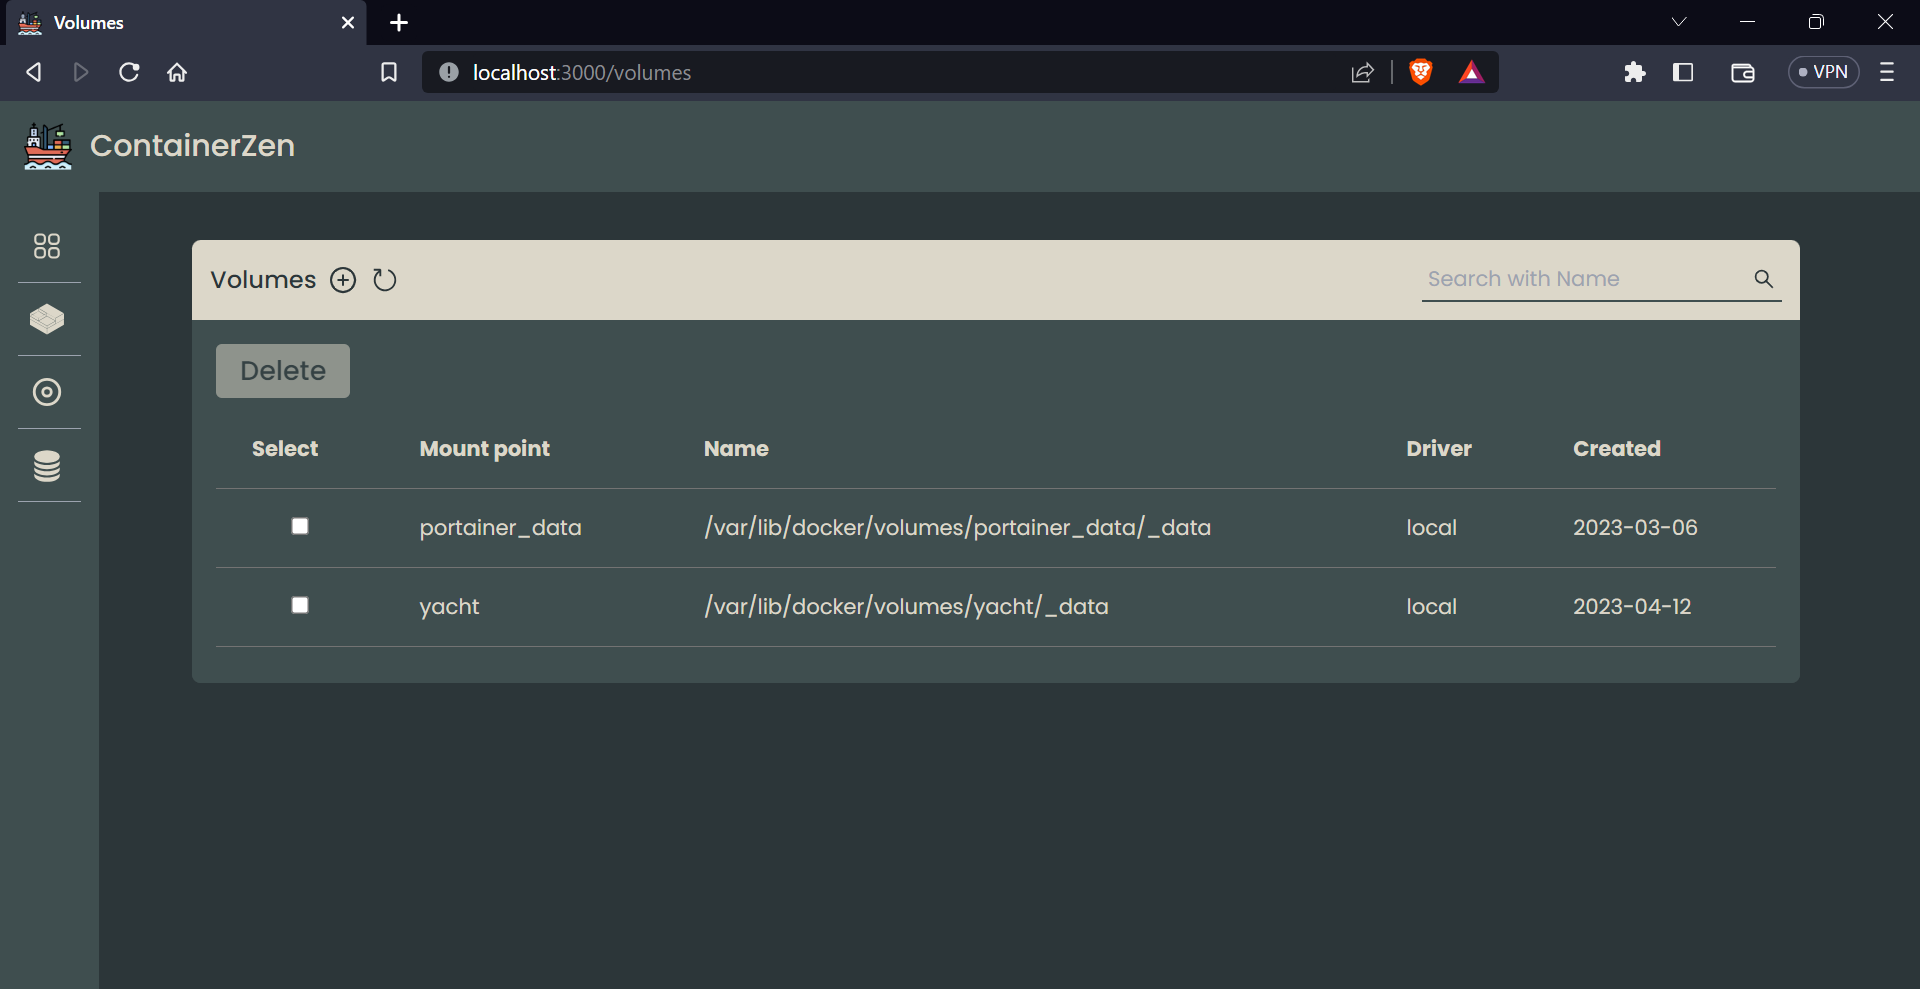 Volumes
localhost:3000/volumes
VPN
ContainerZen
Volumes
Search with Name
Delete
Select Mount point Name Driver Created
portainer_data /var/lib/docker/volumes/portainer_data/_data local 2023-03-06
yacht /var/lib/docker/volumes/yacht/_data local 2023-04-12